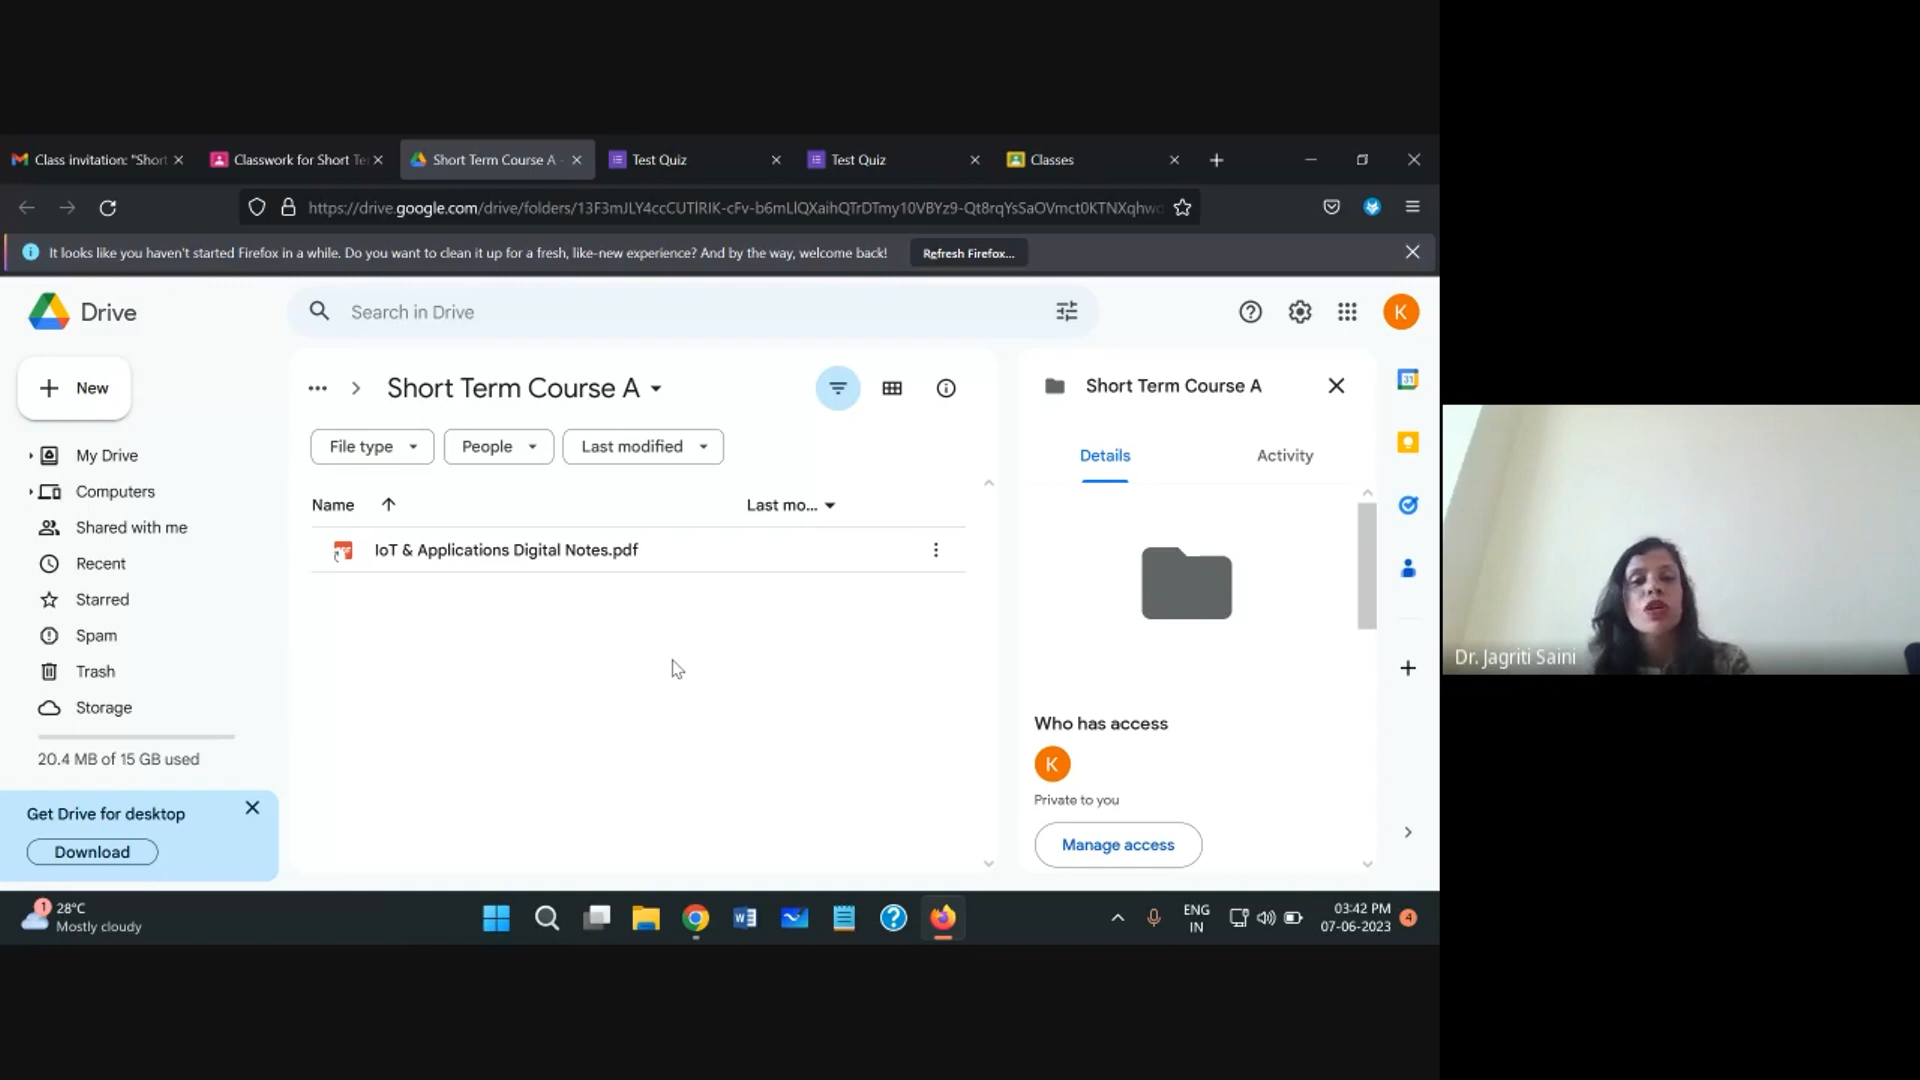 Class invitation: "Short
Classwork for Short Te
Short Term Course A -
Test Quiz
Test Quiz
Classes
https://drive.google.com/drive/folders/
It looks like you haven't started Firefox in a while. Do you want to clean it up for a fresh, like-new experience? And by the way, welcome back!
Refresh Firefox...
Drive
Search in Drive
K
New
Short Term Course A
Short Term Course A
File type
People
Last modified
Details
Activity
My Drive
Computers
Shared with me
Recent
Starred
Spam
Trash
Storage
20.4 MB of 15 GB used
Get Drive for desktop
Download
Name
Last mo...
IoT & Applications Digital Notes.pdf
31
Who has access
K
Private to you
Manage access
Dr. Jagriti Saini
1
28°C
Mostly cloudy
ENG
IN
03:42 PM
07-06-2023
4